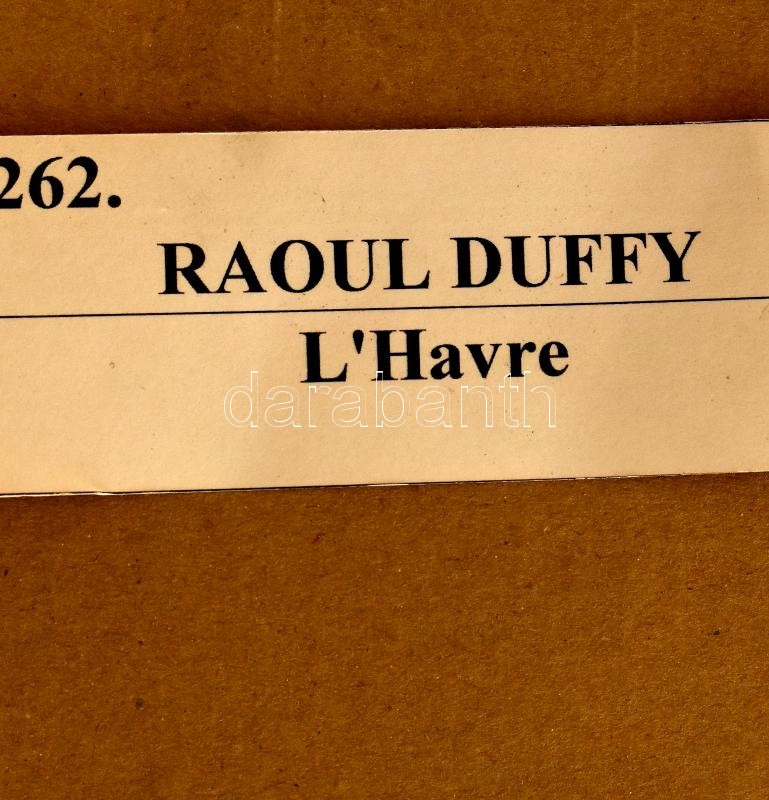 262.
RAOUL DUFFY
L'Havre
darabanth